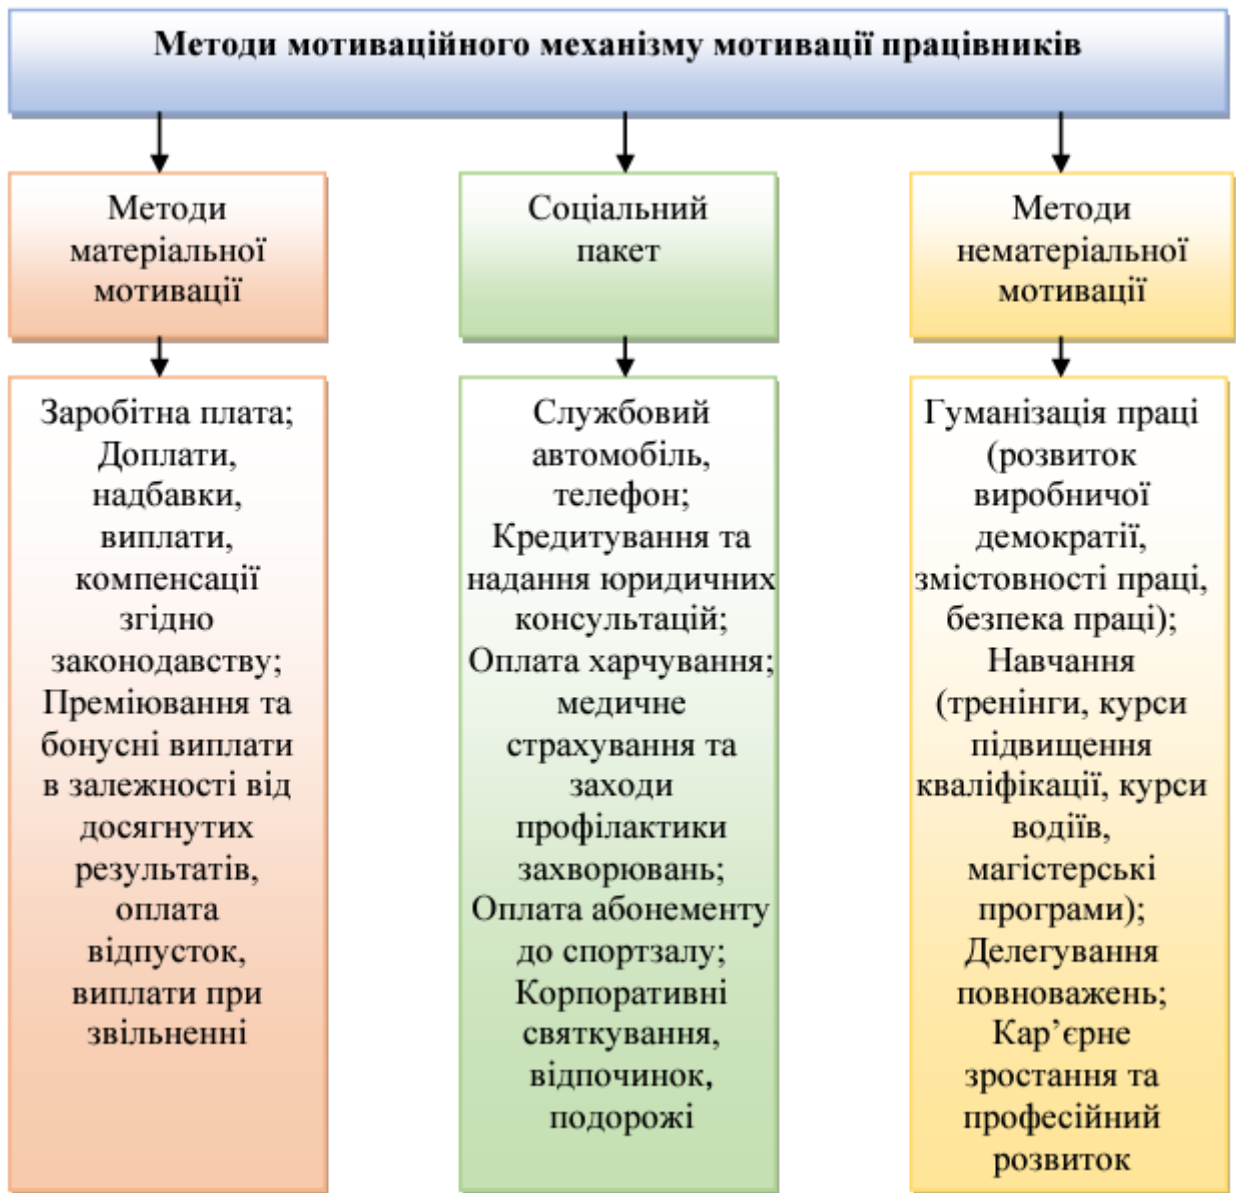 Методи мотиваційного механізму мотивації працівників
Методи
матеріальної
мотивації
Соціальний
пакет
Методи
нематеріальної
мотивації
Заробітна плата;
Доплати,
надбавки,
виплати,
компенсації
згідно
законодавству;
Преміювання та
бонусні виплати
в залежності від
досягнутих
результатів,
оплата
відпусток,
виплати при
звільненні
Службовий
автомобіль,
телефон;
Кредитування та
надання юридичних
консультацій;
Оплата харчування;
медичне
страхування та
заходи
профілактики
захворювань;
Оплата абонементу
до спортзалу;
Корпоративні
святкування,
відпочинок,
подорожі
Гуманізація праці
(розвиток
виробничої
демократії,
змістовності праці,
безпека праці);
Навчання
(тренінги, курси
підвищення
кваліфікації, курси
водіїв,
магістерські
програми);
Делегування
повноважень;
Кар’єрне
зростання та
професійний
розвиток